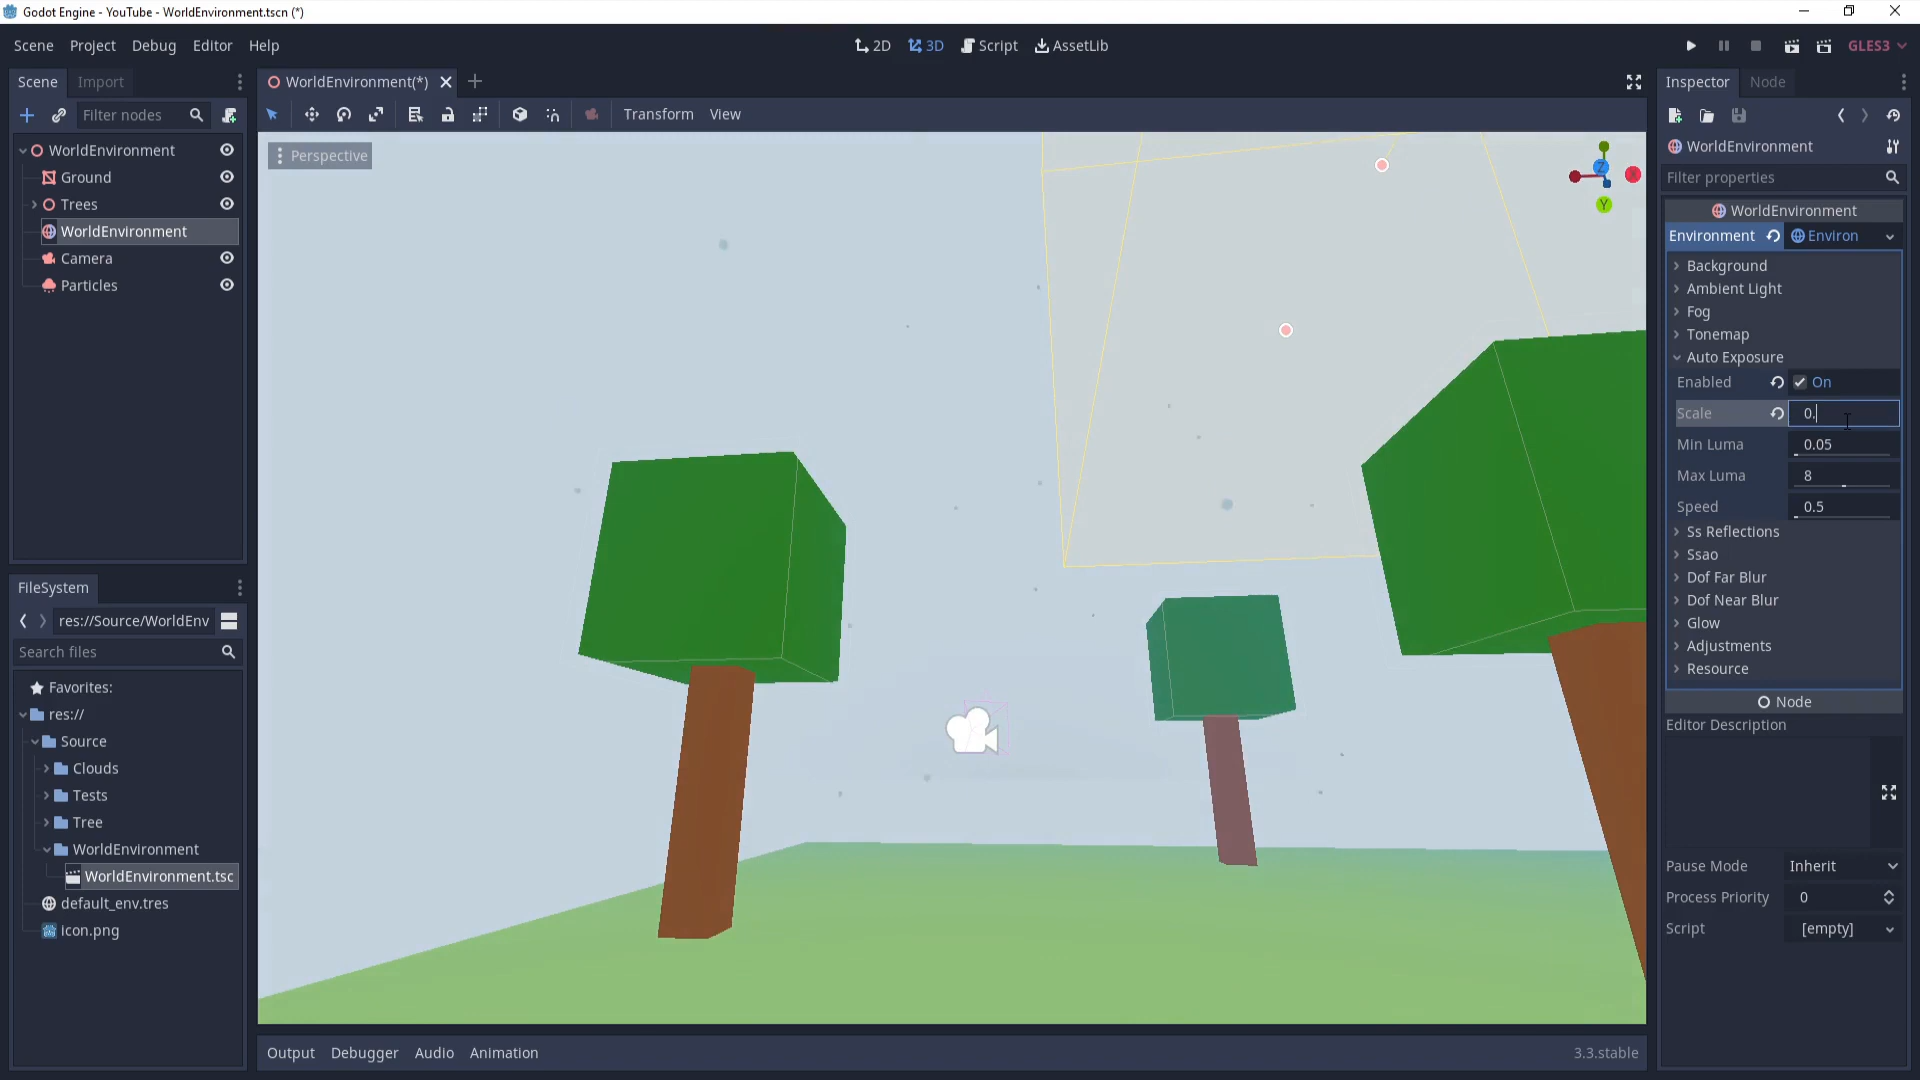 Godot Engine - YouTube - WorldEnvironment.tscn (*)
Scene Project Debug Editor Help
2D 3D Script AssetLib
GLES3
Scene Import
Filter nodes
WorldEnvironment
Ground
Trees
WorldEnvironment
Camera
Particles
FileSystem
res://Source/WorldEnv
Search files
Favorites:
res://
Source
Clouds
Tests
Tree
WorldEnvironment
WorldEnvironment.tsc
default_env.tres
icon.png
WorldEnvironment(*)
Transform View
Perspective
Z
X
Y
Output Debugger Audio Animation
3.3.stable
Inspector Node
WorldEnvironment
Filter properties
WorldEnvironment
Environment Environ
Background
Ambient Light
Fog
Tonemap
Auto Exposure
Enabled On
Scale 0.
Min Luma 0.05
Max Luma 8
Speed 0.5
Ss Reflections
Ssao
Dof Far Blur
Dof Near Blur
Glow
Adjustments
Resource
Node
Editor Description
Pause Mode Inherit
Process Priority 0
Script [empty]